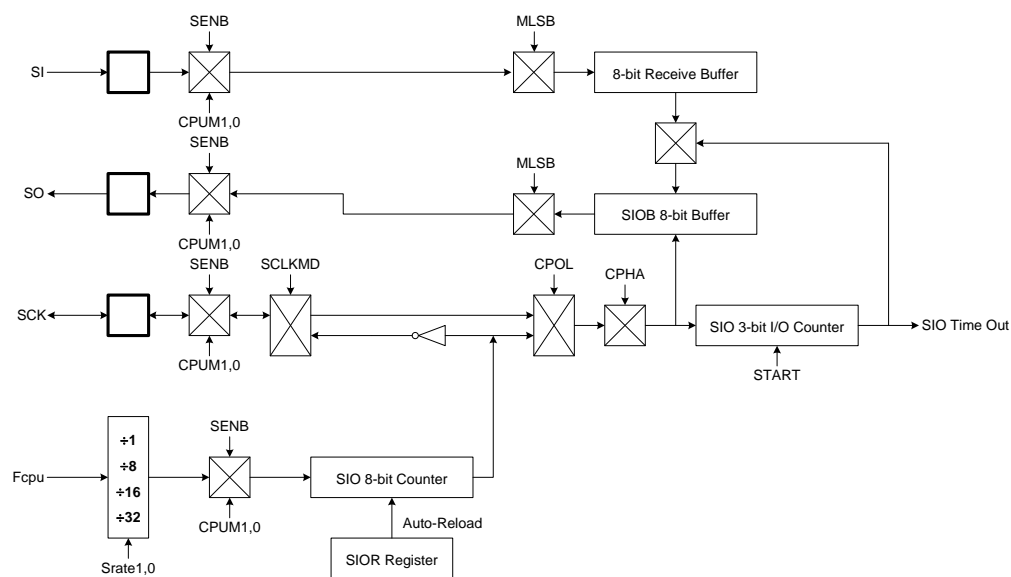 SENB
MLSB
SI
8-bit Receive Buffer
CPUM1,0
SENB
MLSB
SO
SIOB 8-bit Buffer
CPUM1,0
SENB
SCLKMD
CPOL
CPHA
SCK
SIO 3-bit I/O Counter
SIO Time Out
CPUM1,0
START
÷1
÷8
÷16
÷32
SENB
Fcpu
SIO 8-bit Counter
CPUM1,0
Auto-Reload
Srate1,0
SIOR Register